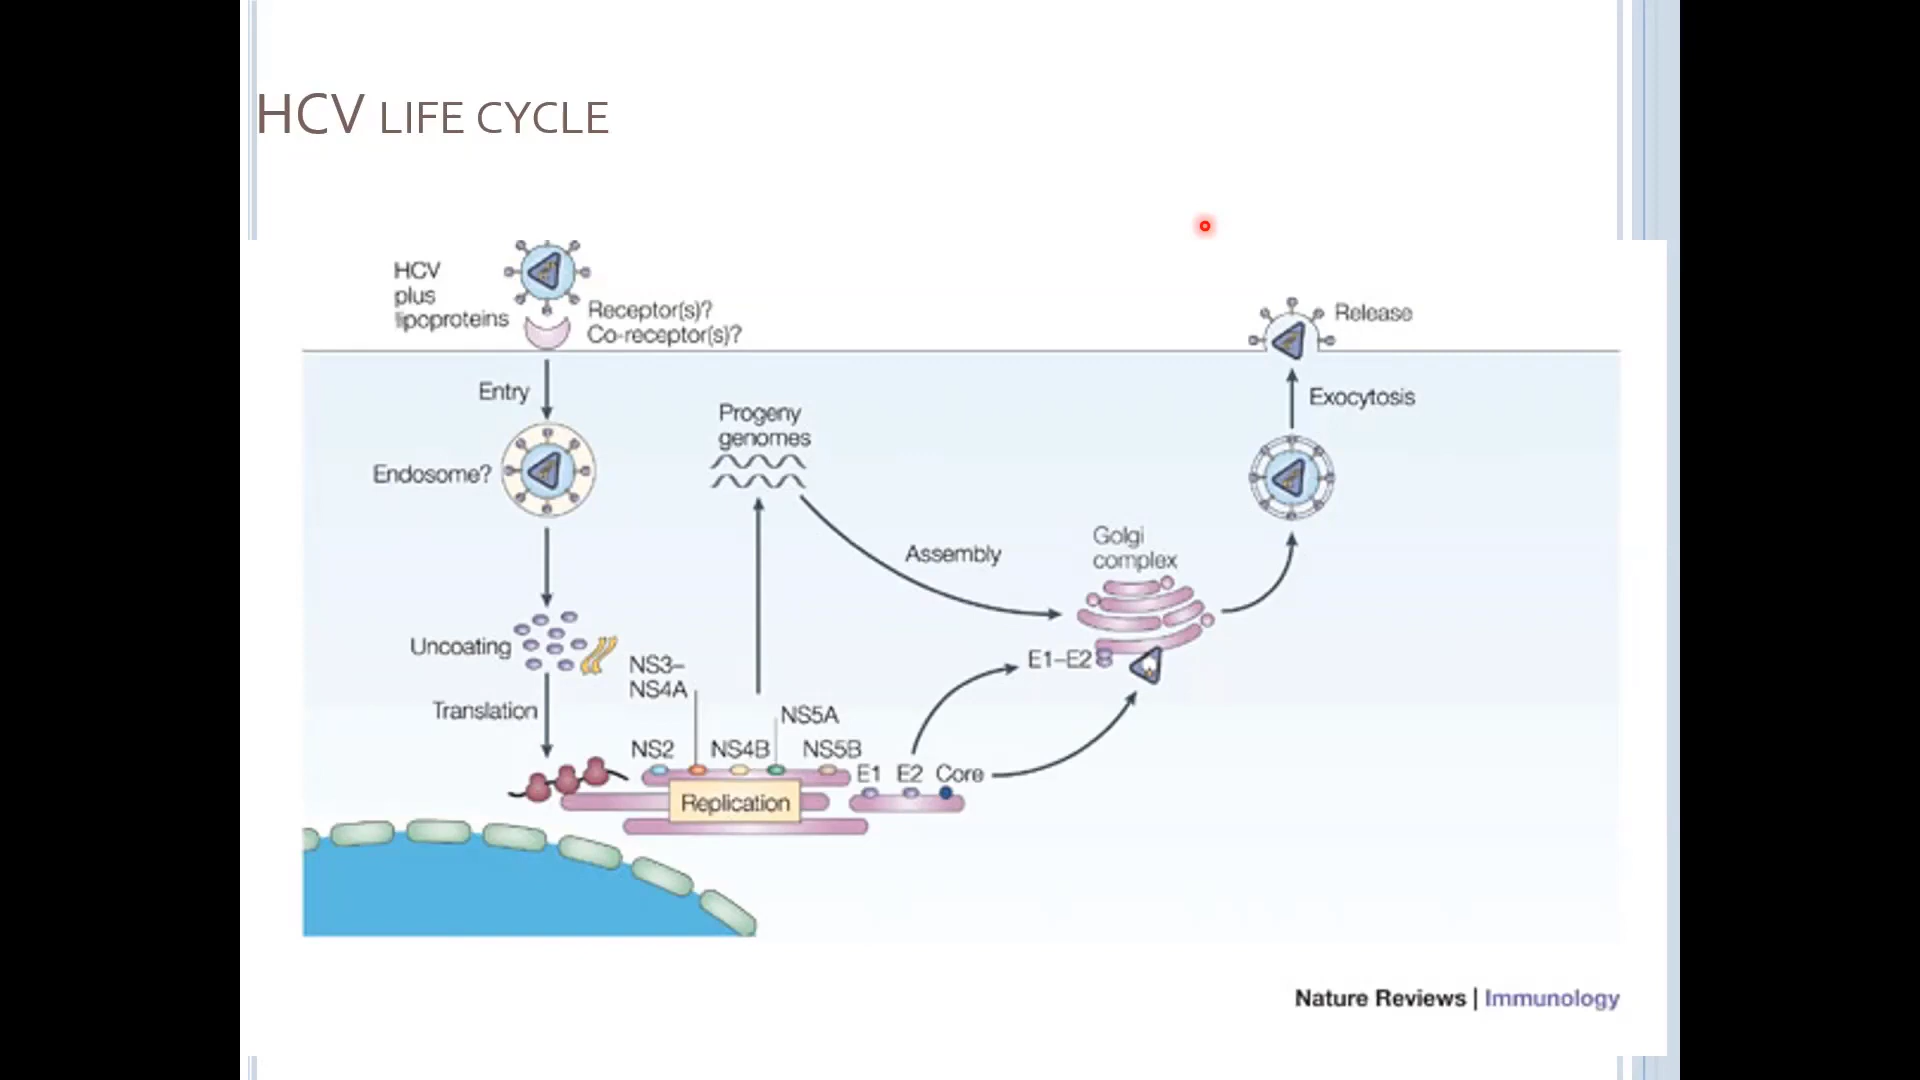 HCV LIFE CYCLE
HCV
plus
lipoproteins
Receptor(s)?
Co-receptor(s)?
Release
Entry
Exocytosis
Progeny
genomes
Endosome?
Assembly
Golgi
complex
Uncoating
NS3–
NS4A
E1–E2
Translation
NS5A
NS2
NS4B
NS5B
E1
E2
Core
Replication
Nature Reviews | Immunology